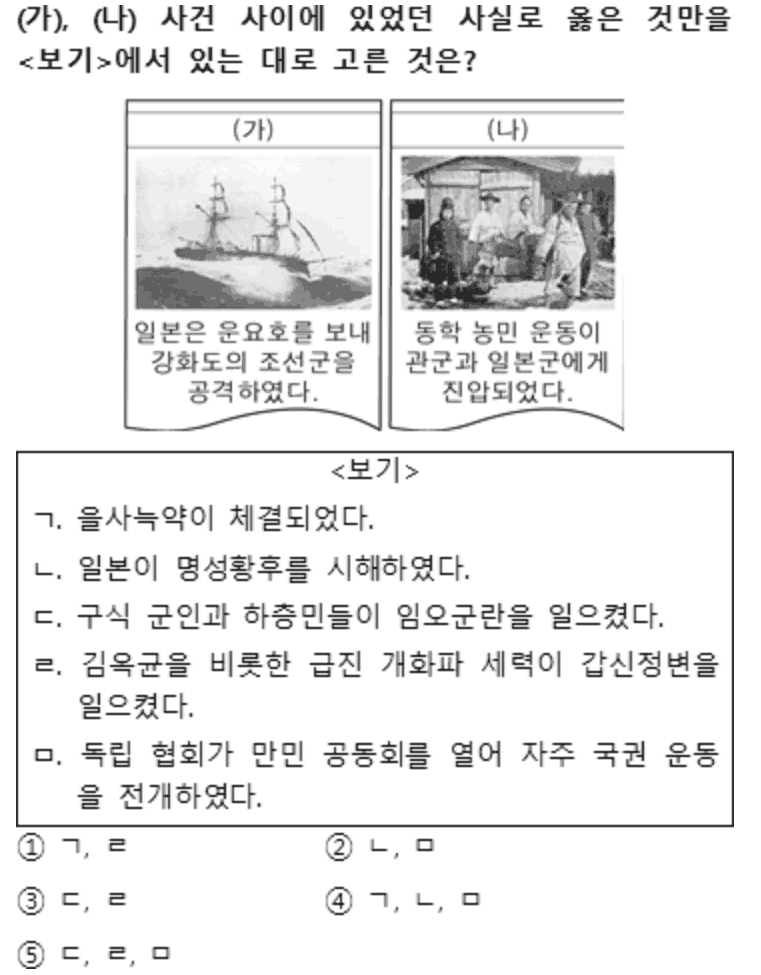 (가), (나) 사건 사이에 있었던 사실로 옳은 것만을
<보기>에서 있는 대로 고른 것은?
(가)
일본은 운요호를 보내
강화도의 조선군을
공격하였다.
(나)
동학 농민 운동이
관군과 일본군에게
진압되었다.
<보기>
ㄱ. 을사늑약이 체결되었다.
ㄴ. 일본이 명성황후를 시해하였다.
ㄷ. 구식 군인과 하층민들이 임오군란을 일으켰다.
ㄹ. 김옥균을 비롯한 급진 개화파 세력이 갑신정변을
일으켰다.
ㅁ. 독립 협회가 만민 공동회를 열어 자주 국권 운동
을 전개하였다.
① ㄱ, ㄹ
② ㄴ, ㅁ
③ ㄷ, ㄹ
④ ㄱ, ㄴ, ㅁ
⑤ ㄷ, ㄹ, ㅁ